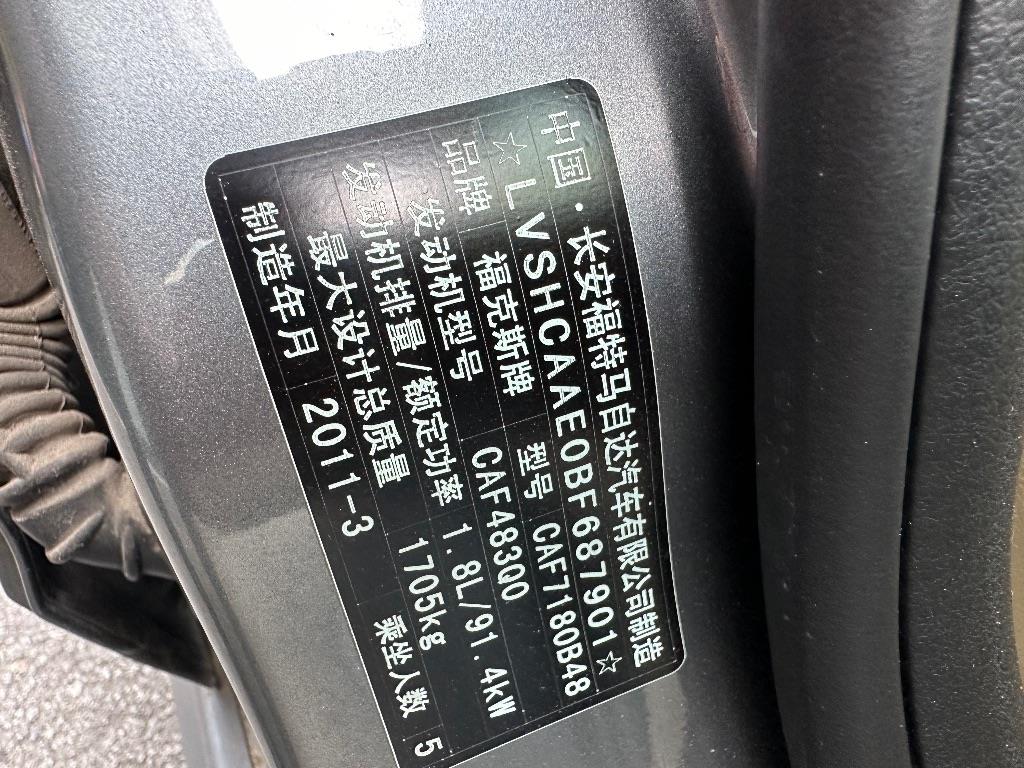 中国·长安福特马自达汽车有限公司制造
☆LVSHCAAE0BF687901☆
品牌 福克斯牌 型号 CAF7180B48
发动机型号 CAF483Q0
发动机排量/额定功率 1.8L/91.4kW
最大设计总质量 1705kg 乘坐人数 5
制造年月 2011-3